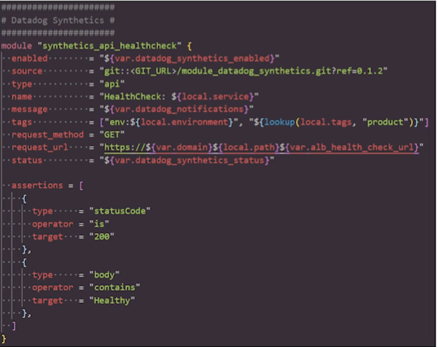 #######################
# Datadog Synthetics #
#######################
module "synthetics_api_healthcheck" {
enabled = "${var.datadog_synthetics_enabled}"
source = "git::<GIT_URL>/module_datadog_synthetics.git?ref=0.1.2"
type = "api"
name = "HealthCheck: ${local.service}"
message = "${var.datadog_notifications}"
tags = ["env:${local.environment}", "${lookup(local.tags, "product")}"]
request_method = "GET"
request_url = "https://${var.domain}${local.path}${var.alb_health_check_url}"
status = "${var.datadog_synthetics_status}"
assertions = [
{
type = "statusCode"
operator = "is"
target = "200"
},
{
type = "body"
operator = "contains"
target = "Healthy"
},
]
}